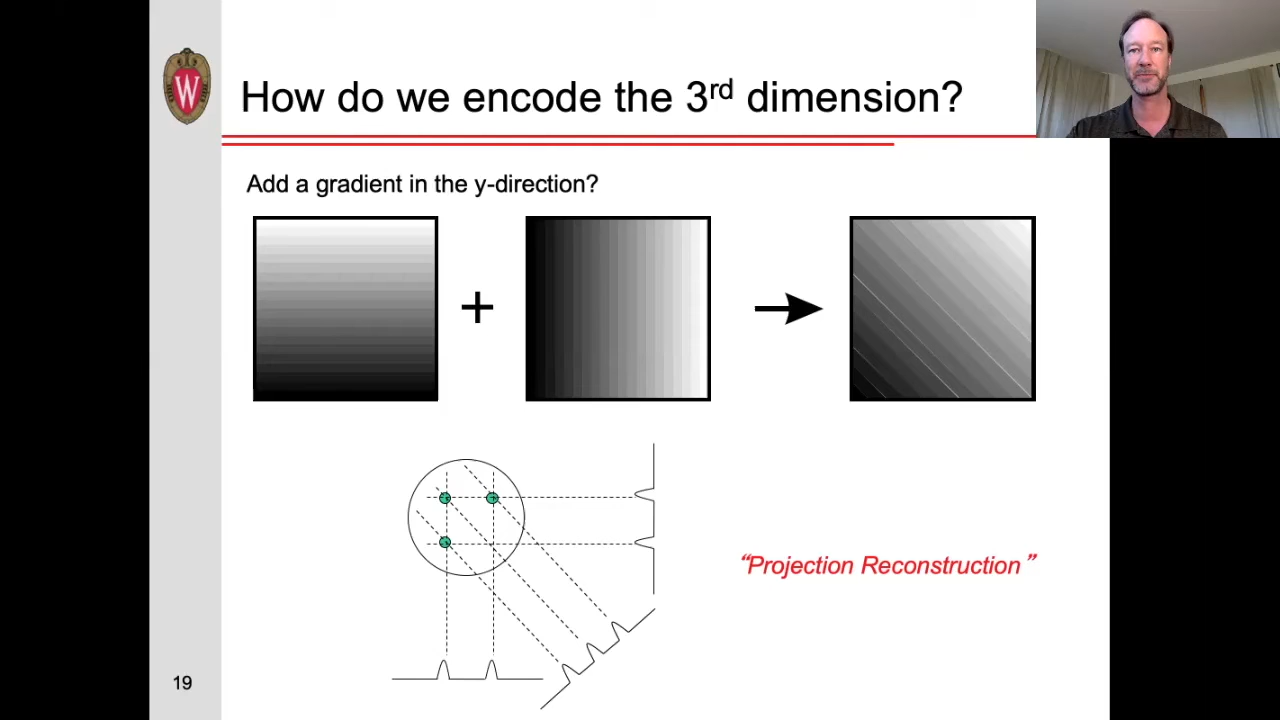 W
How do we encode the 3rd dimension?
Add a gradient in the y-direction?
+
“Projection Reconstruction”
19